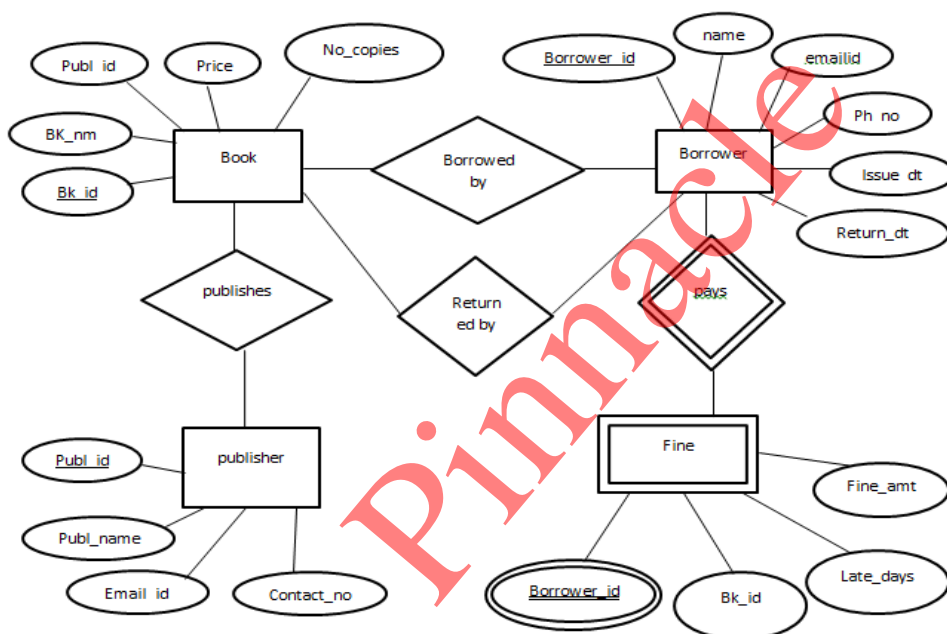 No_copies
name
Publ_id
Price
Borrower_id
emailid
BK_nm
Ph_no
Book
Borrowed
by
Borrower
Bk_id
Issue_dt
Return_dt
publishes
Return
ed by
pays
Publ_id
publisher
Fine
Fine_amt
Publ_name
Email_id
Contact_no
Borrower_id
Bk_id
Late_days
Pinnacle